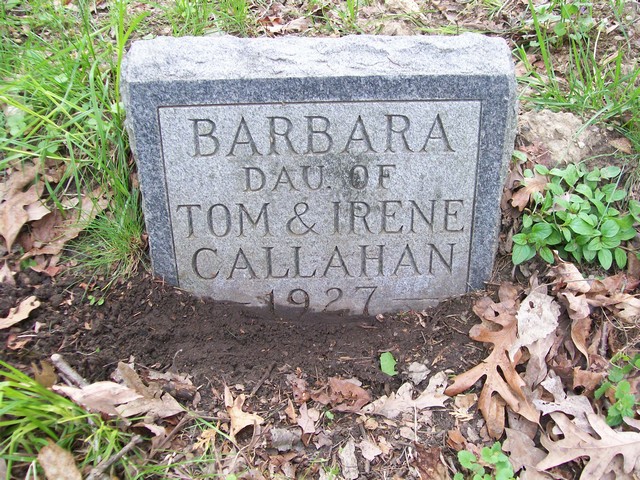 BARBARA
DAU. OF
TOM & IRENE
CALLAHAN
1927